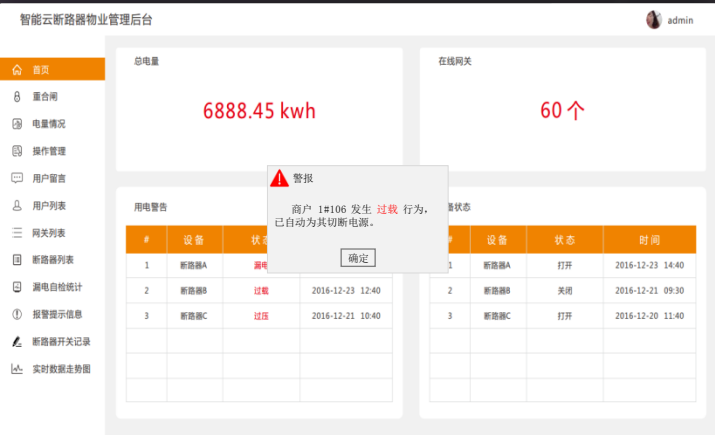 智能云断路器物业管理后台
admin
首页
重合闸
电量情况
操作管理
用户留言
用户列表
网关列表
断路器列表
漏电自检统计
报警提示信息
断路器开关记录
实时数据走势图
总电量
6888.45 kwh
在线网关
60 个
警报
商户 1#106 发生 过载 行为，
已自动为其切断电源。
确定
用电警告
# 设备
1 断路器A
2 断路器B 过载 2016-12-23 12:40
3 断路器C 过压 2016-12-21 10:40
状态
# 设备 状态 时间
1 断路器A 打开 2016-12-23 14:40
2 断路器B 关闭 2016-12-21 09:30
3 断路器C 打开 2016-12-20 11:40